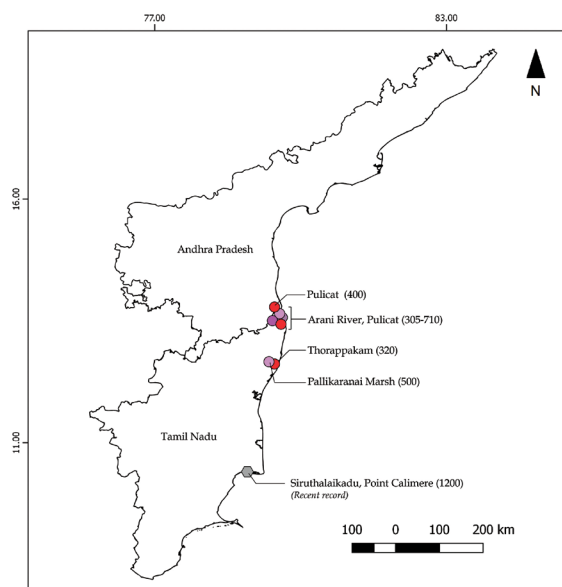 77.00
83.00
N
16.00
Andhra Pradesh
Pulicat (400)
Arani River, Pulicat (305-710)
Thorappakam (320)
Pallikaranai Marsh (500)
11.00
Tamil Nadu
Siruthalaikadu, Point Calimere (1200)
(Recent record)
100 0 100 200 km